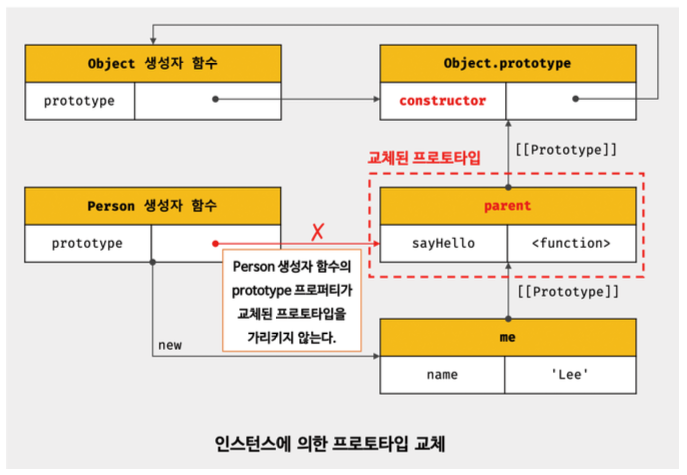 Object 생성자 함수
prototype
Object.prototype
constructor
[[Prototype]]
교체된 프로토타입
Person 생성자 함수
prototype
parent
sayHello
<function>
Person 생성자 함수의
prototype 프로퍼티가
교체된 프로토타입을
가리키지 않는다.
[[Prototype]]
new
me
name
'Lee'
인스턴스에 의한 프로토타입 교체